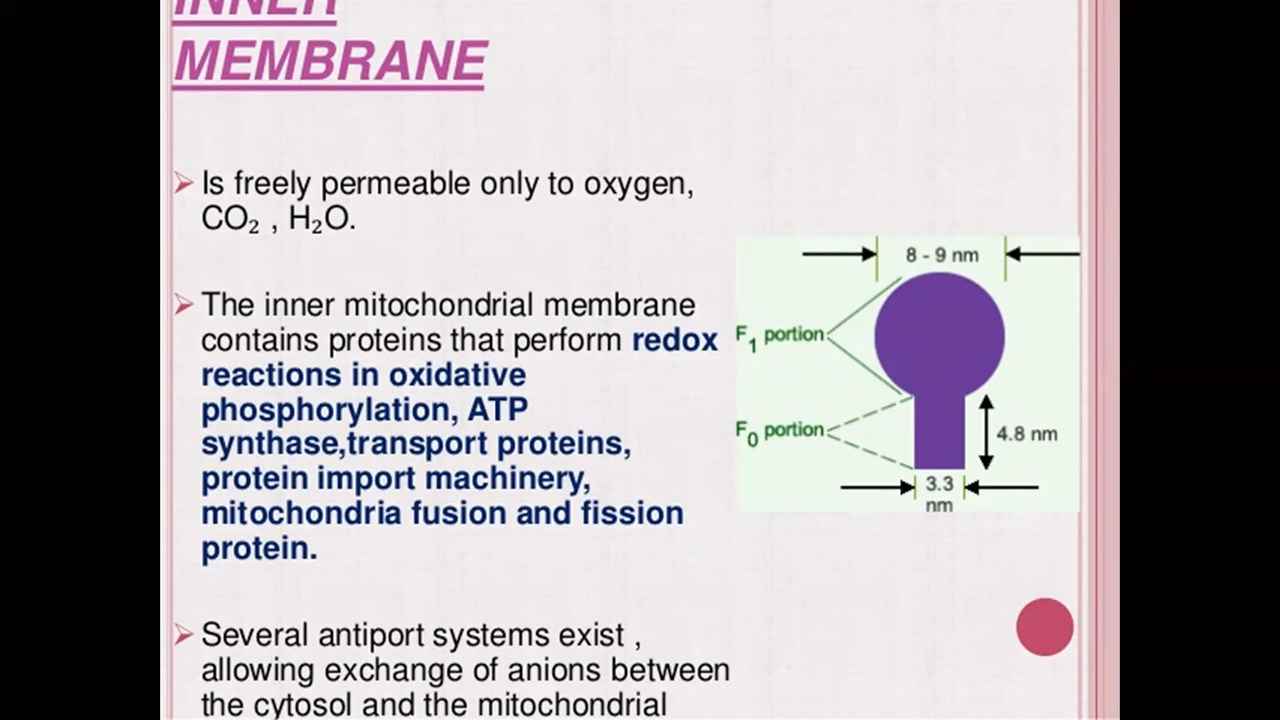 INNER
MEMBRANE
➢ Is freely permeable only to oxygen,
CO₂ , H₂O.
➢ The inner mitochondrial membrane
contains proteins that perform redox
reactions in oxidative
phosphorylation, ATP
synthase,transport proteins,
protein import machinery,
mitochondria fusion and fission
protein.
➢ Several antiport systems exist ,
allowing exchange of anions between
the cytosol and the mitochondrial
8 - 9 nm
F₁ portion
F₀ portion
4.8 nm
3.3
nm